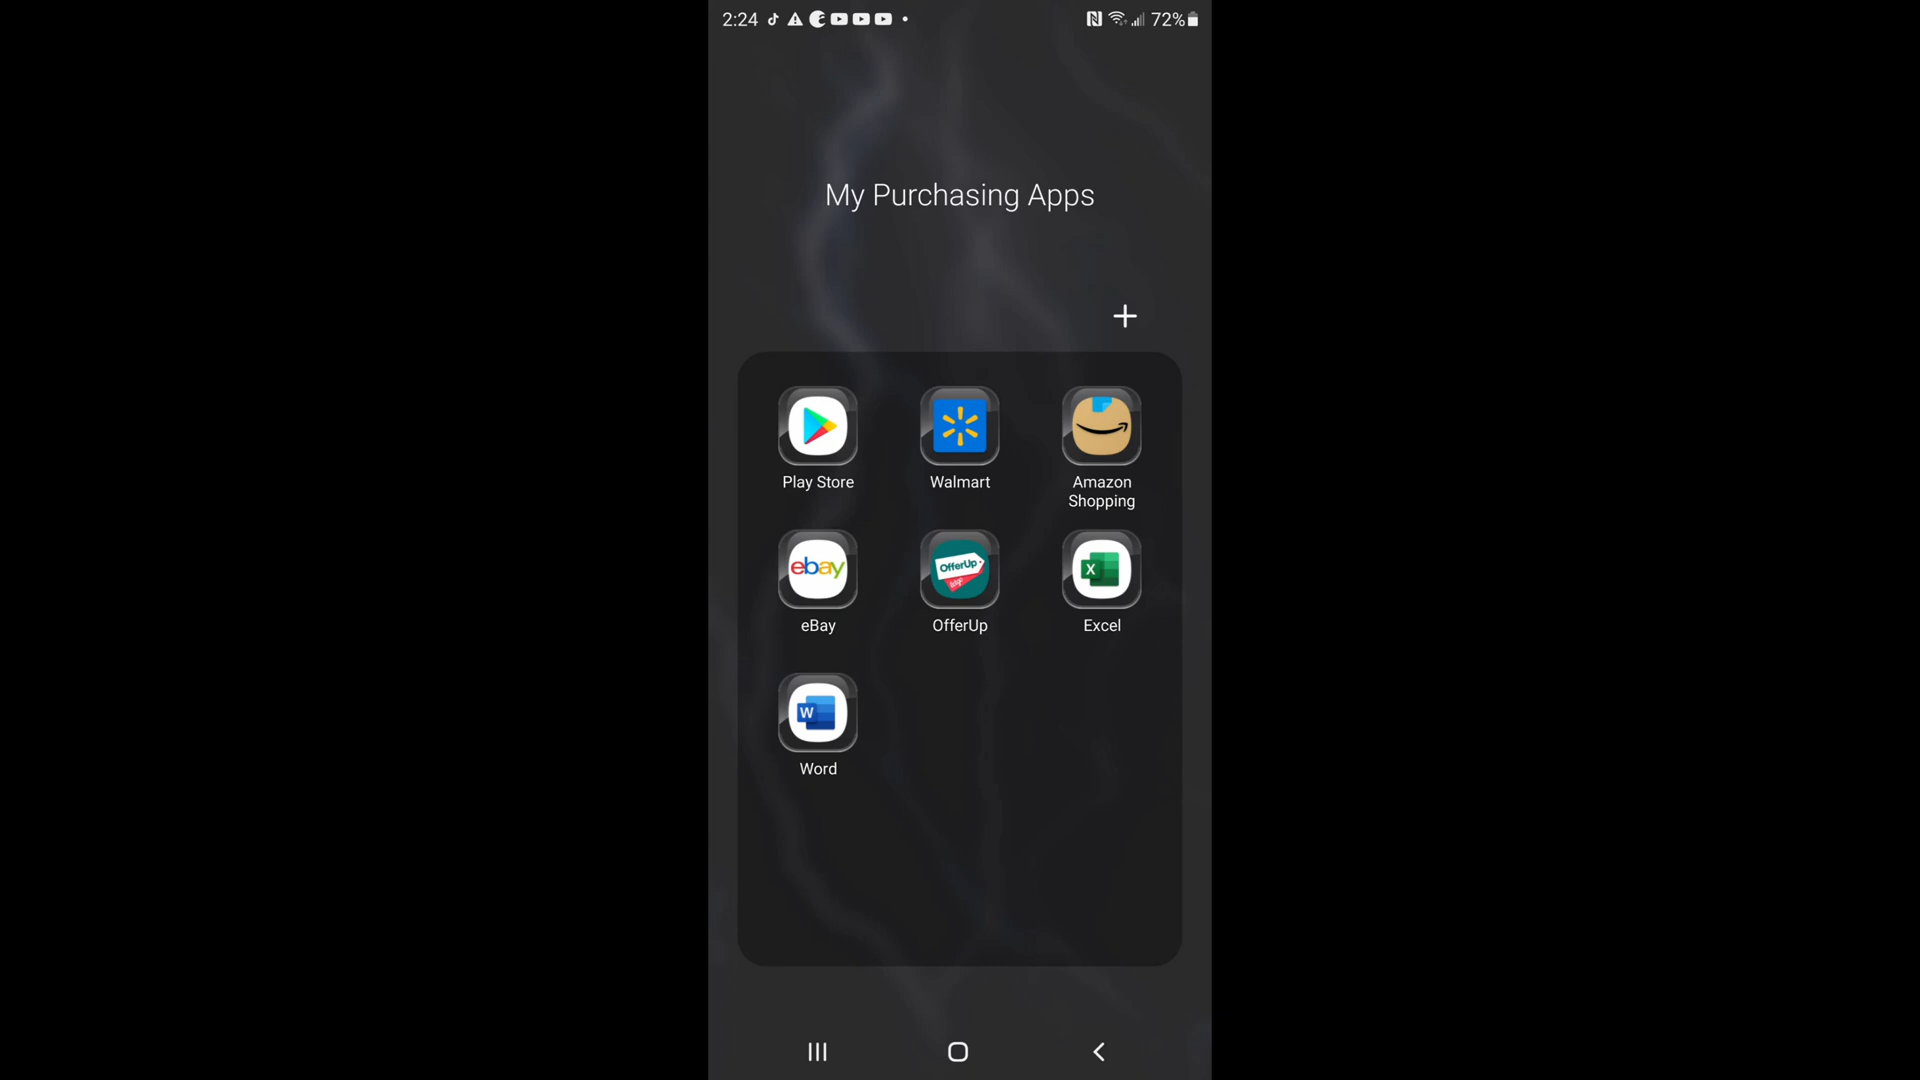 2:24
72%
My Purchasing Apps
+
Play Store
Walmart
Amazon
Shopping
ebay
OfferUp
X
eBay
OfferUp
Excel
W
Word